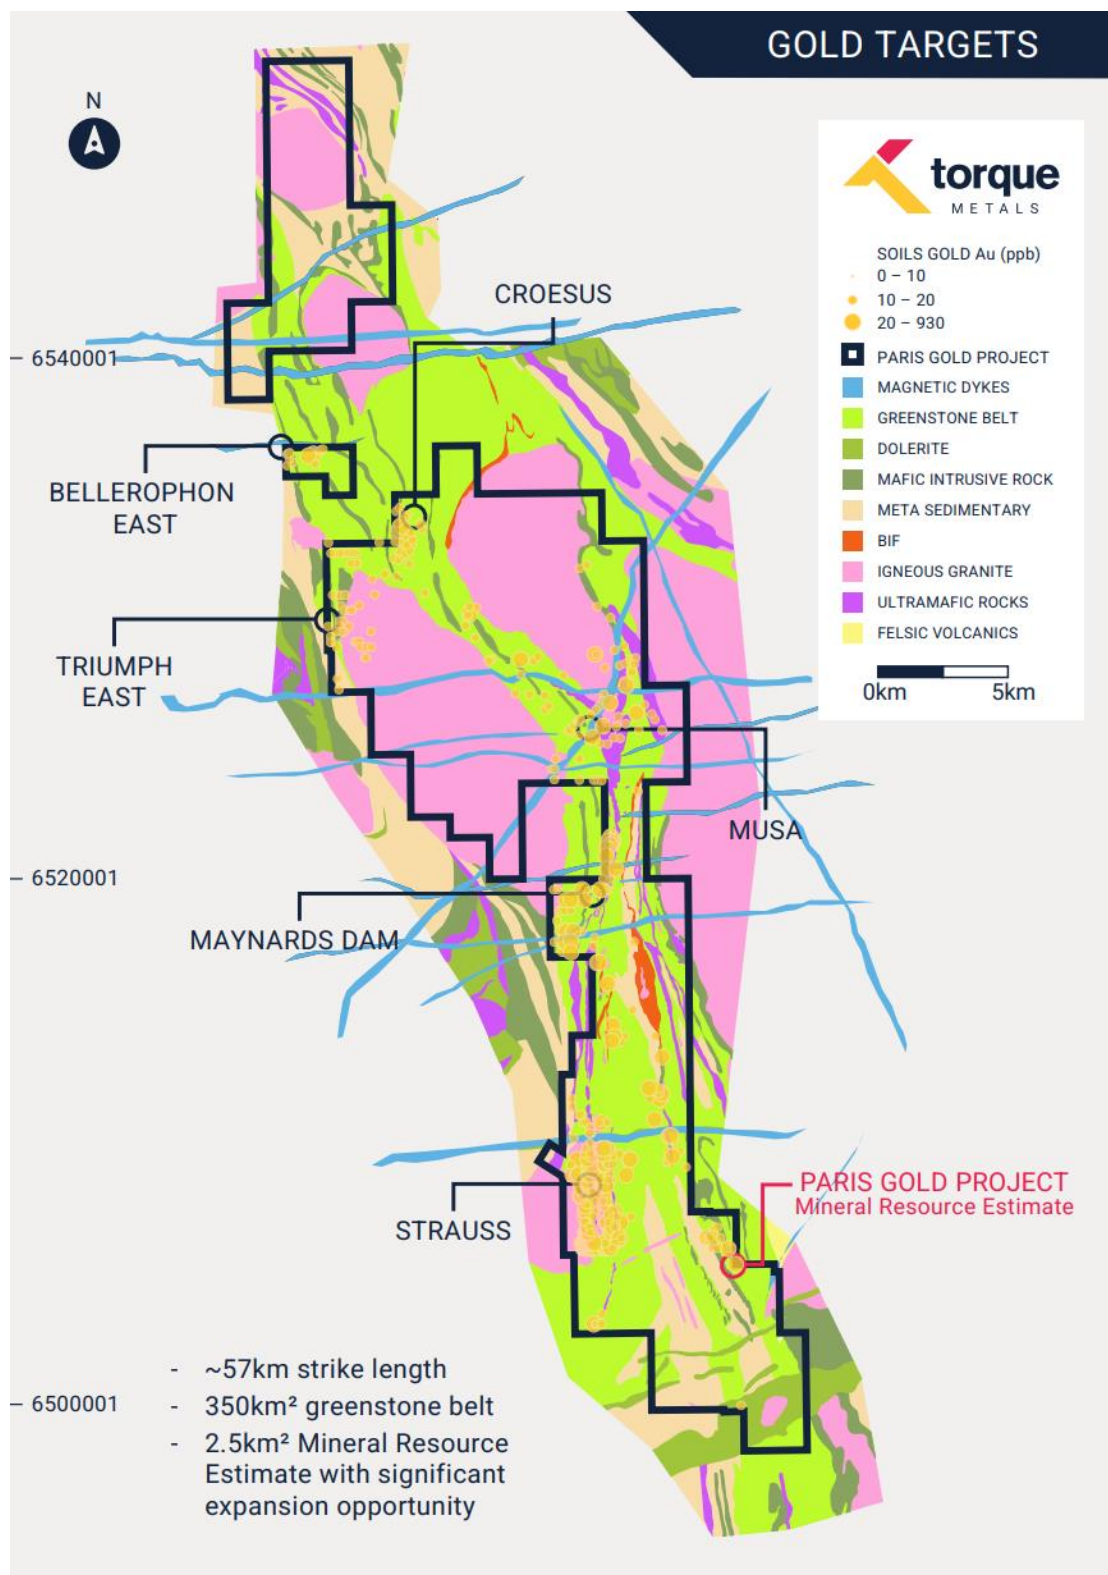 GOLD TARGETS
N
torque
METALS
SOILS GOLD Au (ppb)
0 – 10
10 – 20
20 – 930
PARIS GOLD PROJECT
MAGNETIC DYKES
GREENSTONE BELT
DOLERITE
MAFIC INTRUSIVE ROCK
META SEDIMENTARY
BIF
IGNEOUS GRANITE
ULTRAMAFIC ROCKS
FELSIC VOLCANICS
0km 5km
CROESUS
6540001
BELLEROPHON
EAST
TRIUMPH
EAST
MUSA
6520001
MAYNARDS DAM
PARIS GOLD PROJECT
Mineral Resource Estimate
STRAUSS
- ~57km strike length
6500001
- 350km² greenstone belt
- 2.5km² Mineral Resource
Estimate with significant
expansion opportunity